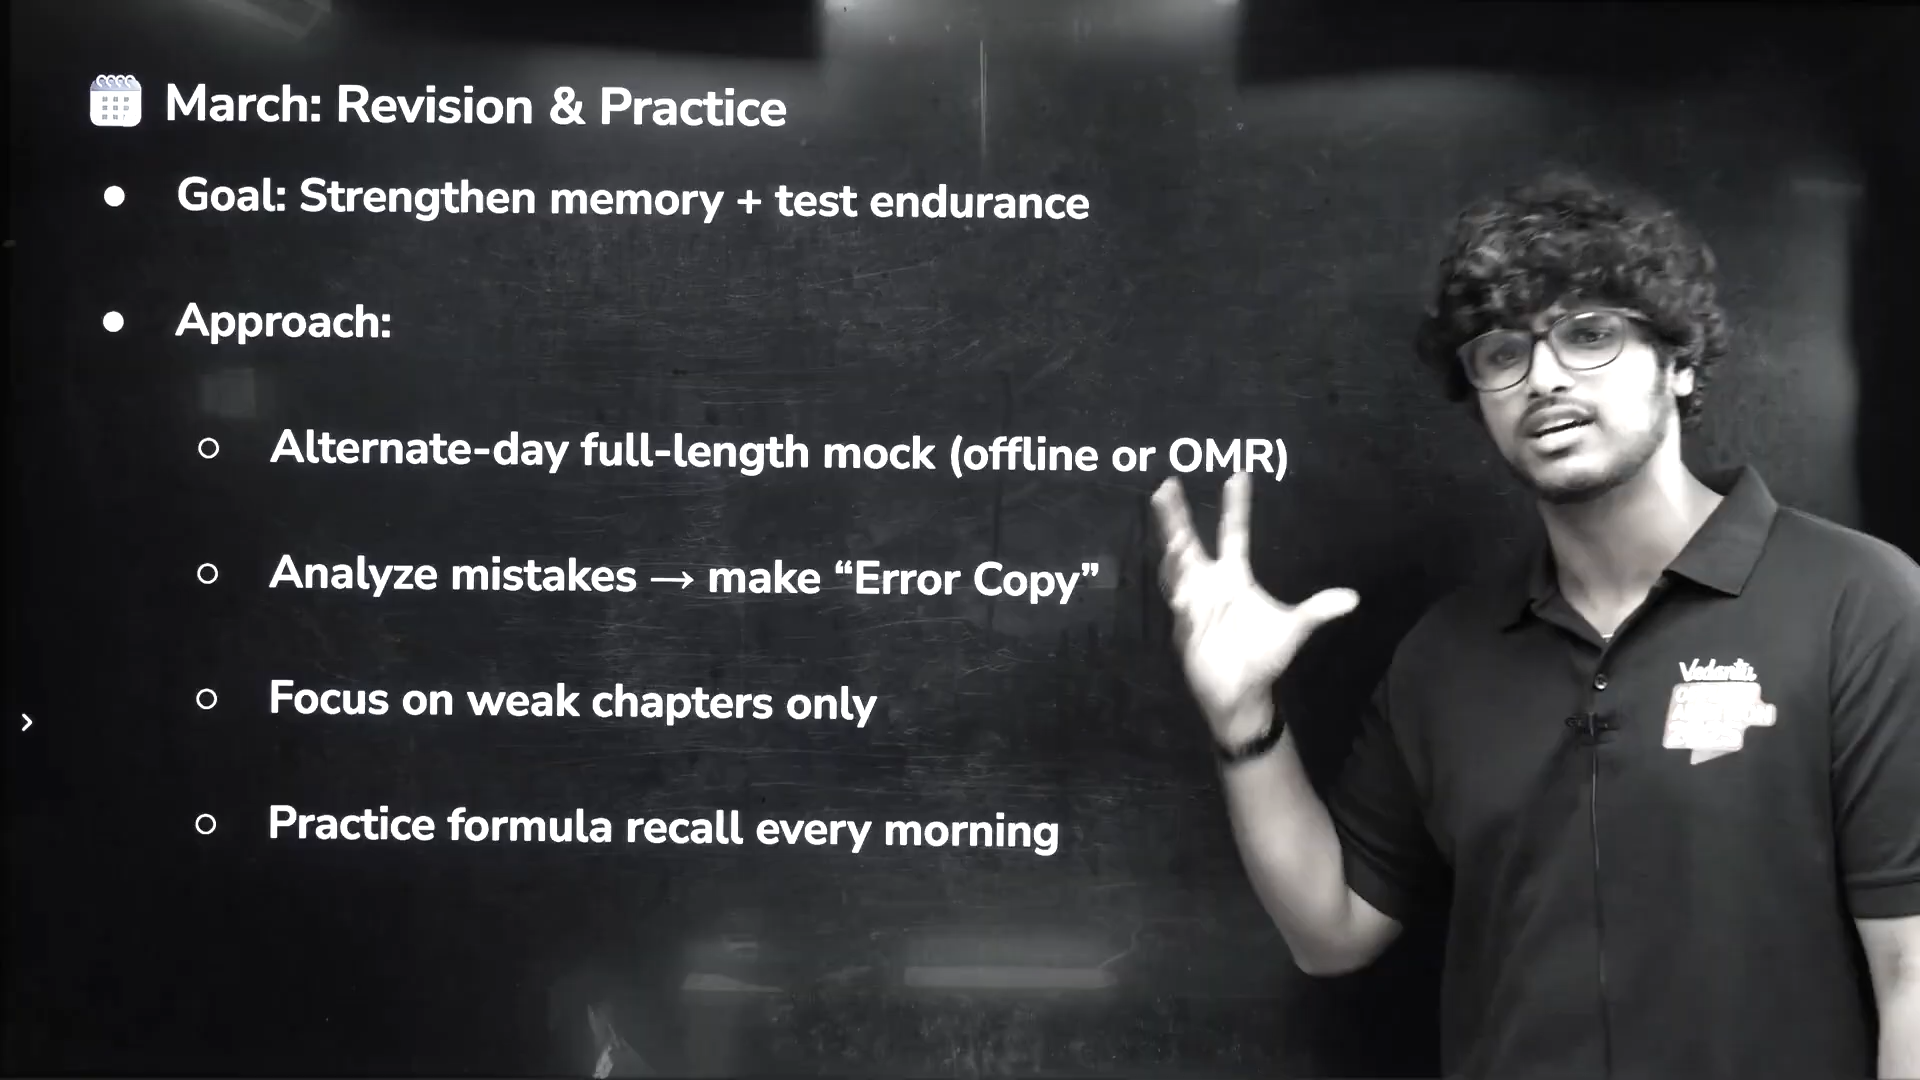 March: Revision & Practice
● Goal: Strengthen memory + test endurance
● Approach:
○ Alternate-day full-length mock (offline or OMR)
○ Analyze mistakes → make “Error Copy”
○ Focus on weak chapters only
○ Practice formula recall every morning
Vedantu